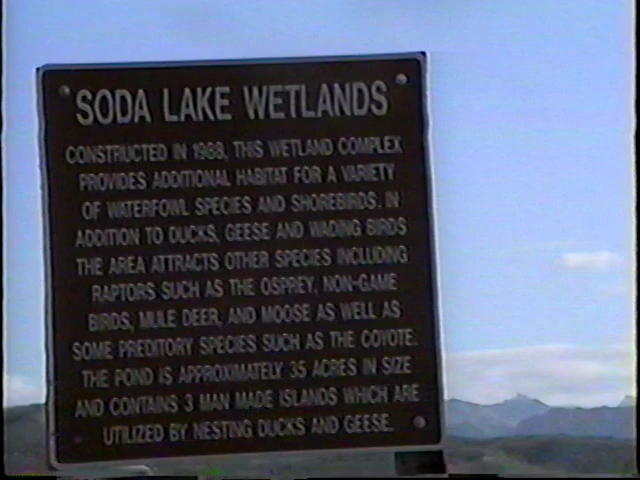 SODA LAKE WETLANDS
CONSTRUCTED IN 1988, THIS WETLAND COMPLEX
PROVIDES ADDITIONAL HABITAT FOR A VARIETY
OF WATERFOWL SPECIES AND SHOREBIRDS. IN
ADDITION TO DUCKS, GEESE AND WADING BIRDS
THE AREA ATTRACTS OTHER SPECIES INCLUDING
RAPTORS SUCH AS THE OSPREY, NON-GAME
BIRDS, MULE DEER, AND MOOSE AS WELL AS
SOME PREDITORY SPECIES SUCH AS THE COYOTE.
THE POND IS APPROXIMATELY 35 ACRES IN SIZE
AND CONTAINS 3 MAN MADE ISLANDS WHICH ARE
UTILIZED BY NESTING DUCKS AND GEESE.